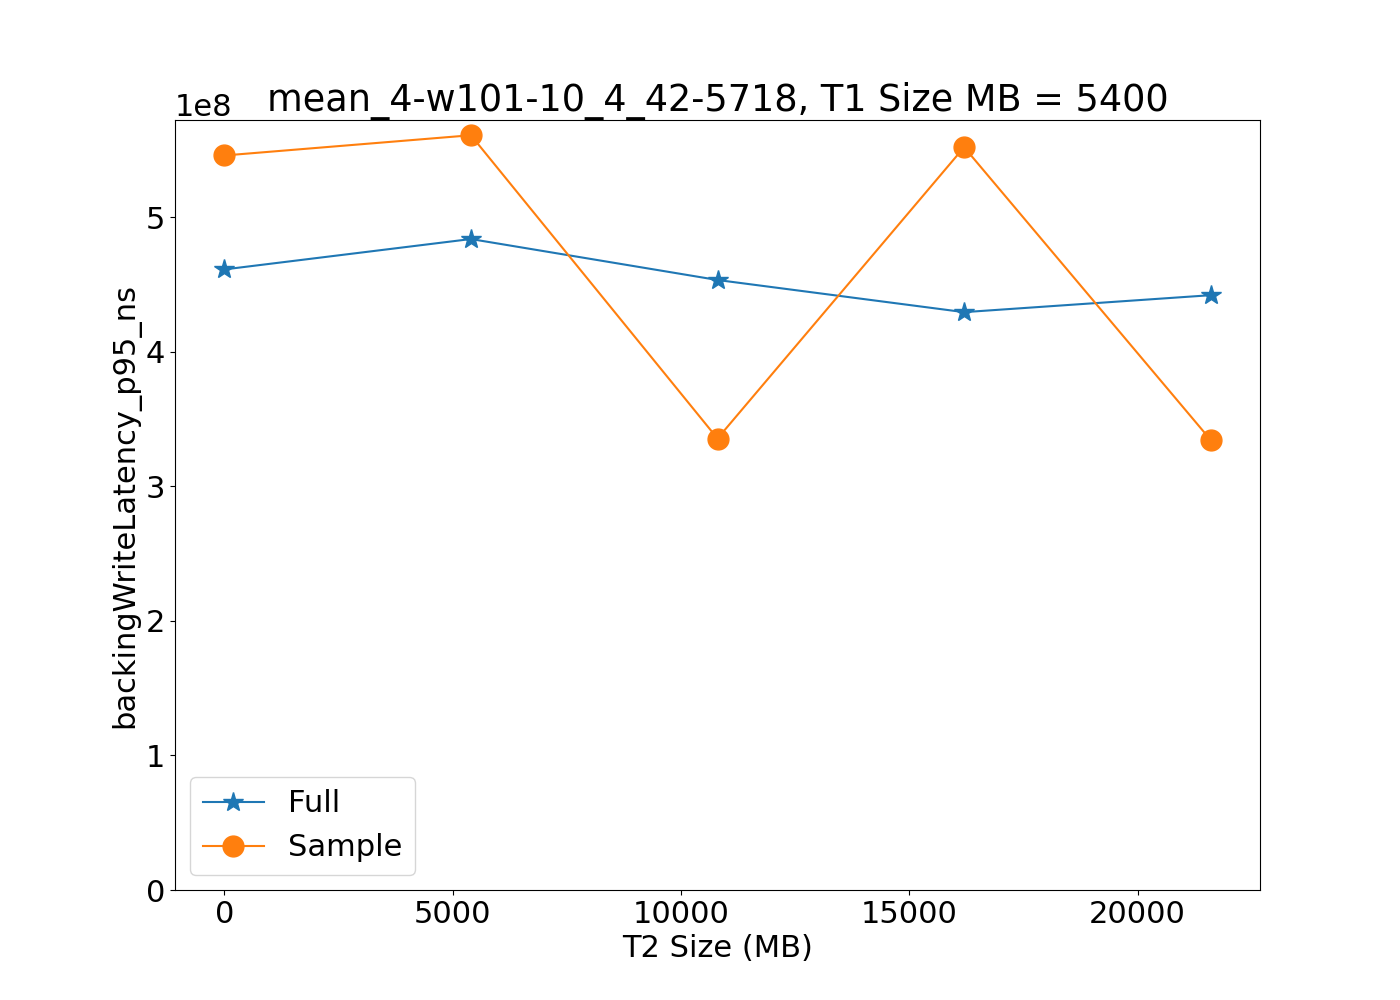 1e8
mean_4-w101-10_4_42-5718, T1 Size MB = 5400
backingWriteLatency_p95_ns
5
4
3
2
1
0
Full
Sample
0 5000 10000 15000 20000
T2 Size (MB)